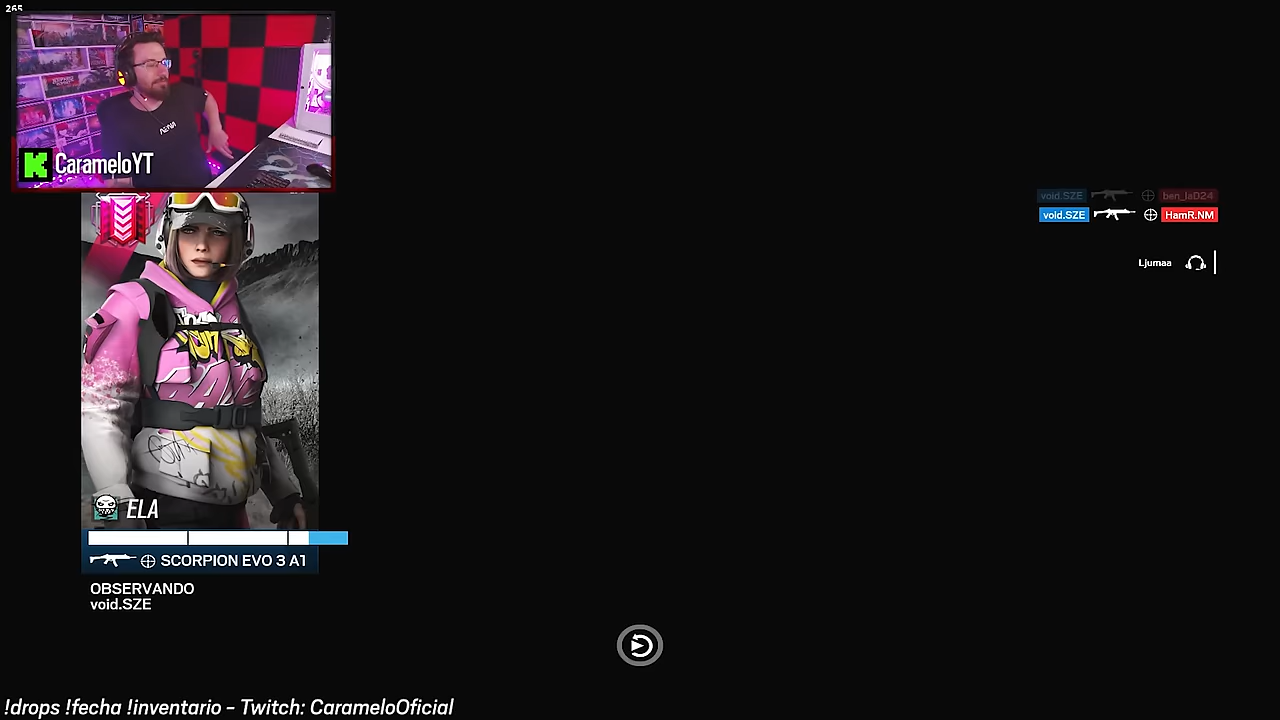 265
CarameloYT
void.SZE ben_laD24
void.SZE HamR.NM
Ljumaa
ELA
SCORPION EVO 3 A1
OBSERVANDO
void.SZE
!drops !fecha !inventario - Twitch: CarameloOficial